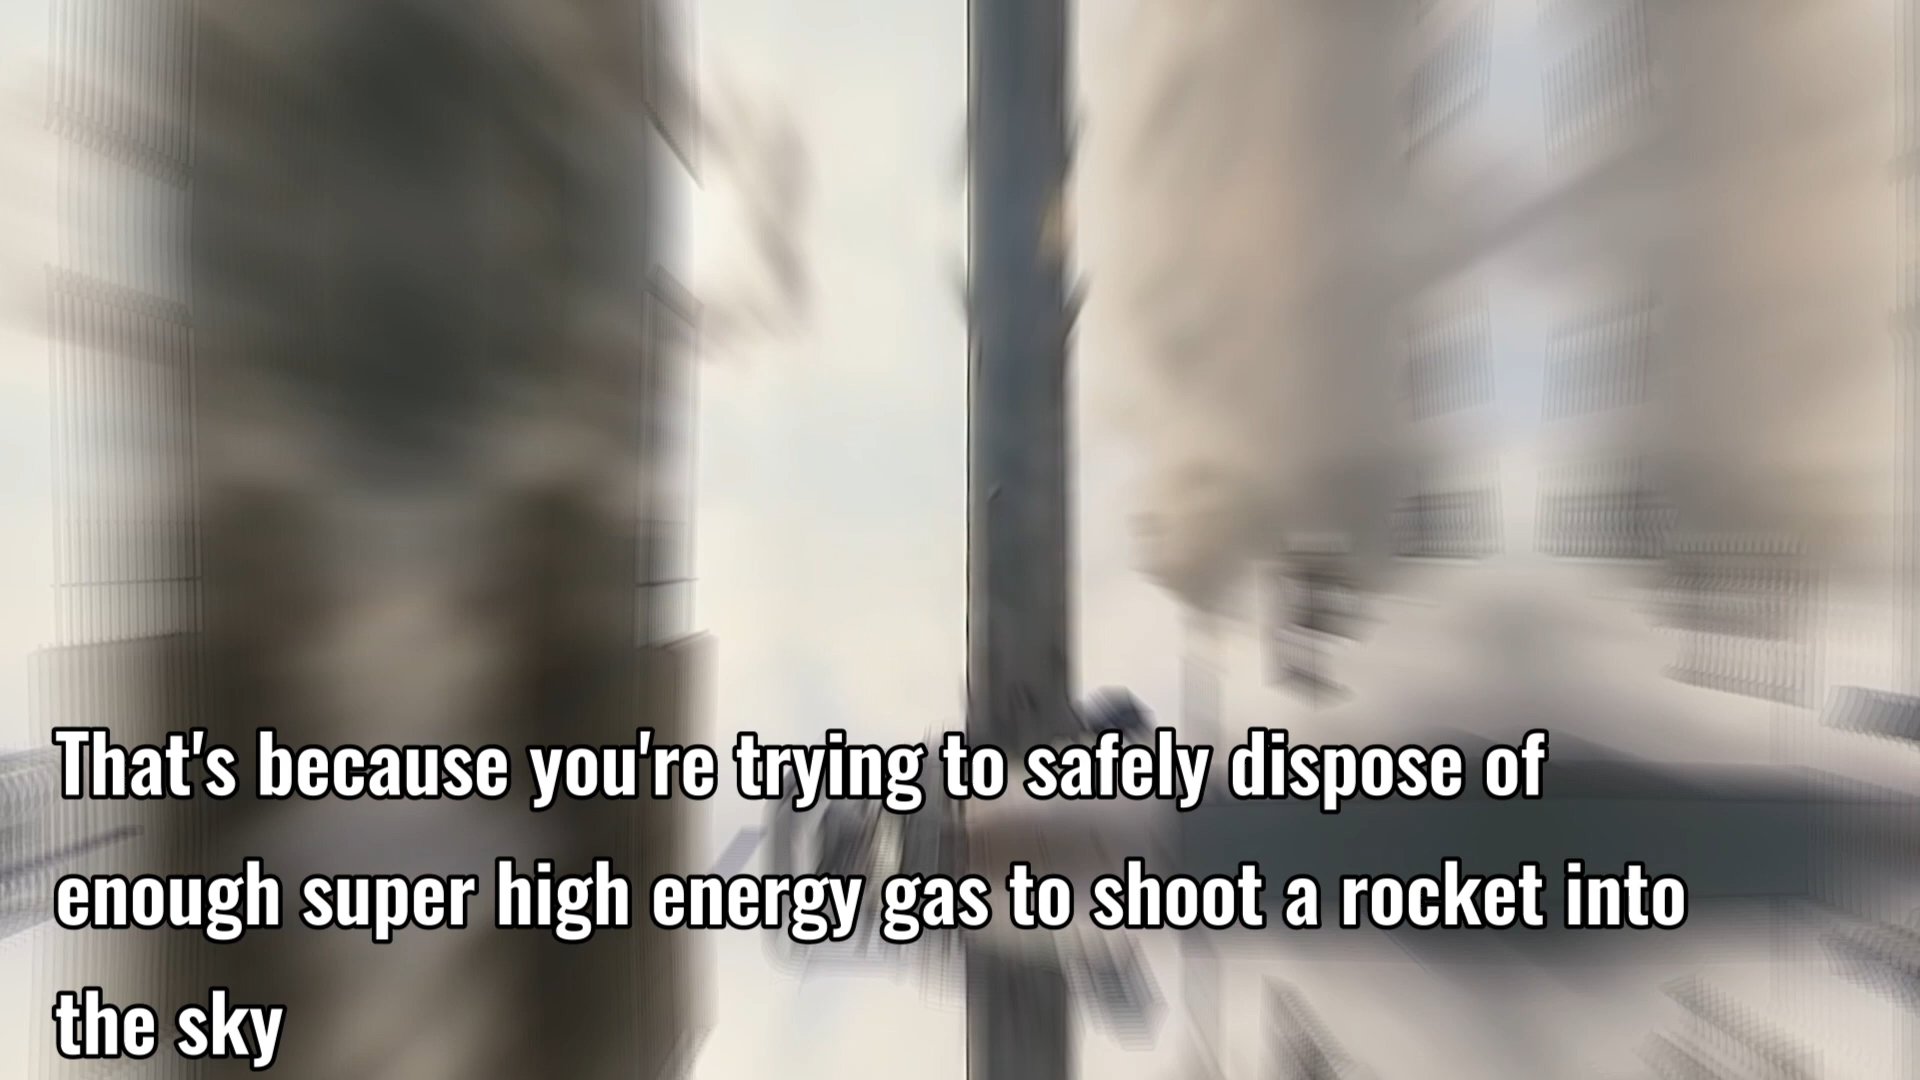 That's because you're trying to safely dispose of
enough super high energy gas to shoot a rocket into
the sky